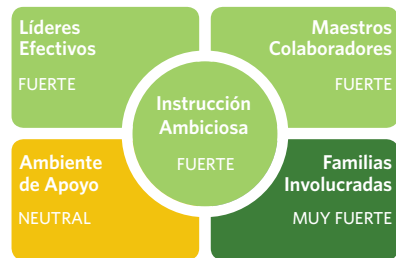 Líderes
Efectivos
FUERTE
Maestros
Colaboradores
FUERTE
Instrucción
Ambiciosa
FUERTE
Ambiente
de Apoyo
NEUTRAL
Familias
Involucradas
MUY FUERTE